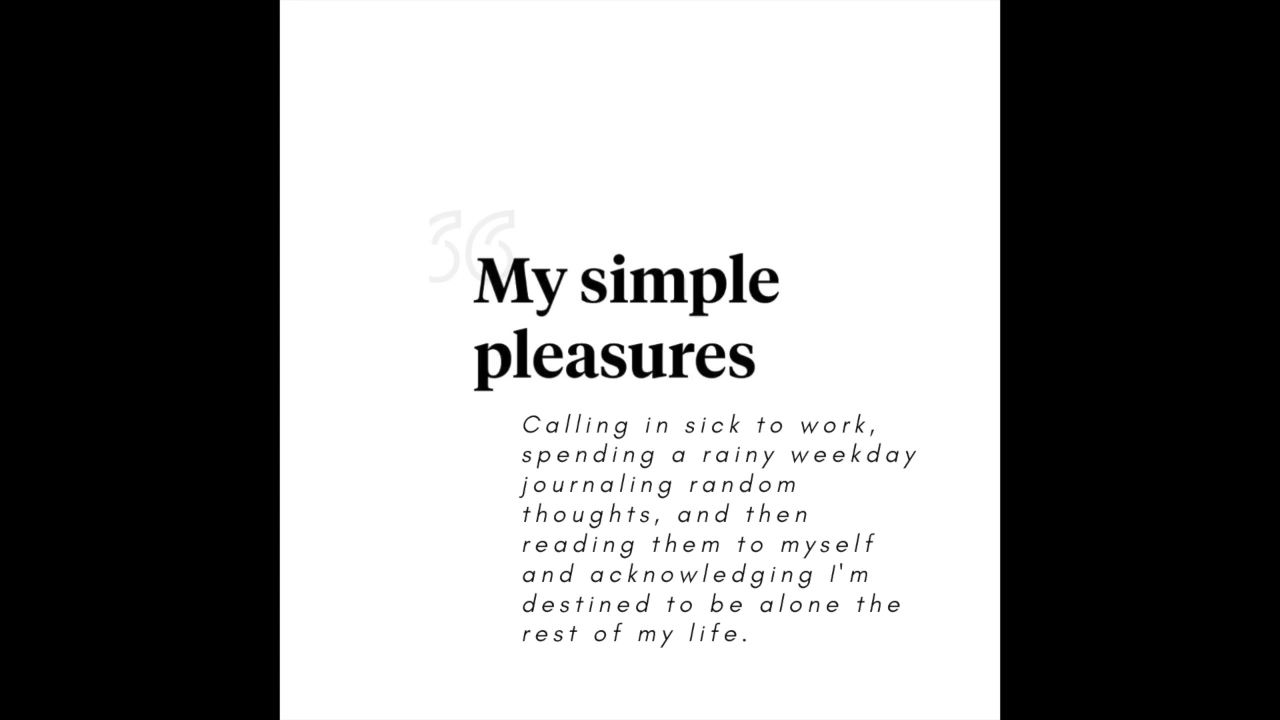 My simple
pleasures
Calling in sick to work,
spending a rainy weekday
journaling random
thoughts, and then
reading them to myself
and acknowledging I'm
destined to be alone the
rest of my life.